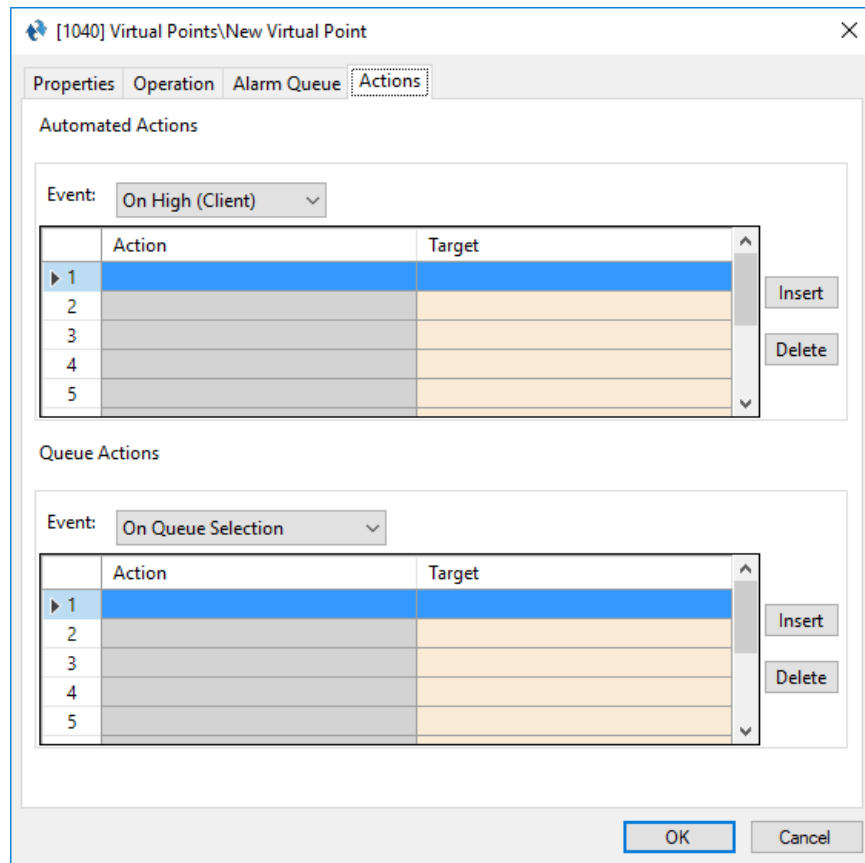 [1040] Virtual Points\New Virtual Point
Properties Operation Alarm Queue Actions
Automated Actions
Event: On High (Client)
Action Target
1
2
3
4
5
Insert
Delete
Queue Actions
Event: On Queue Selection
Action Target
1
2
3
4
5
Insert
Delete
OK Cancel